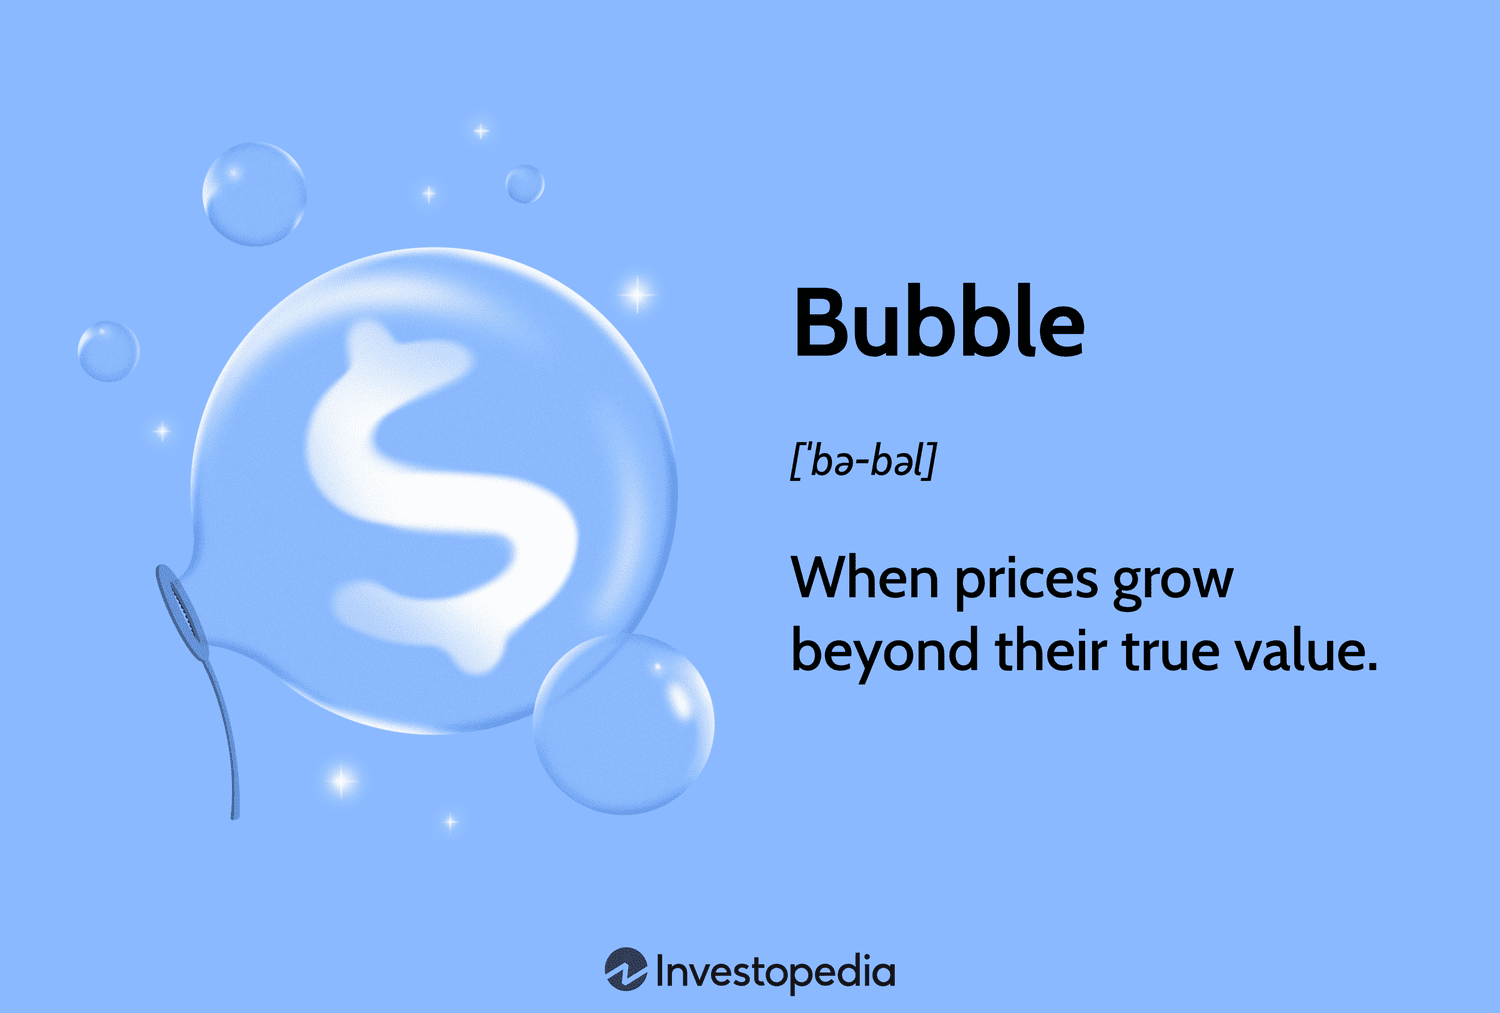 $
Bubble
[ˈbə-bəl]
When prices grow
beyond their true value.
Investopedia